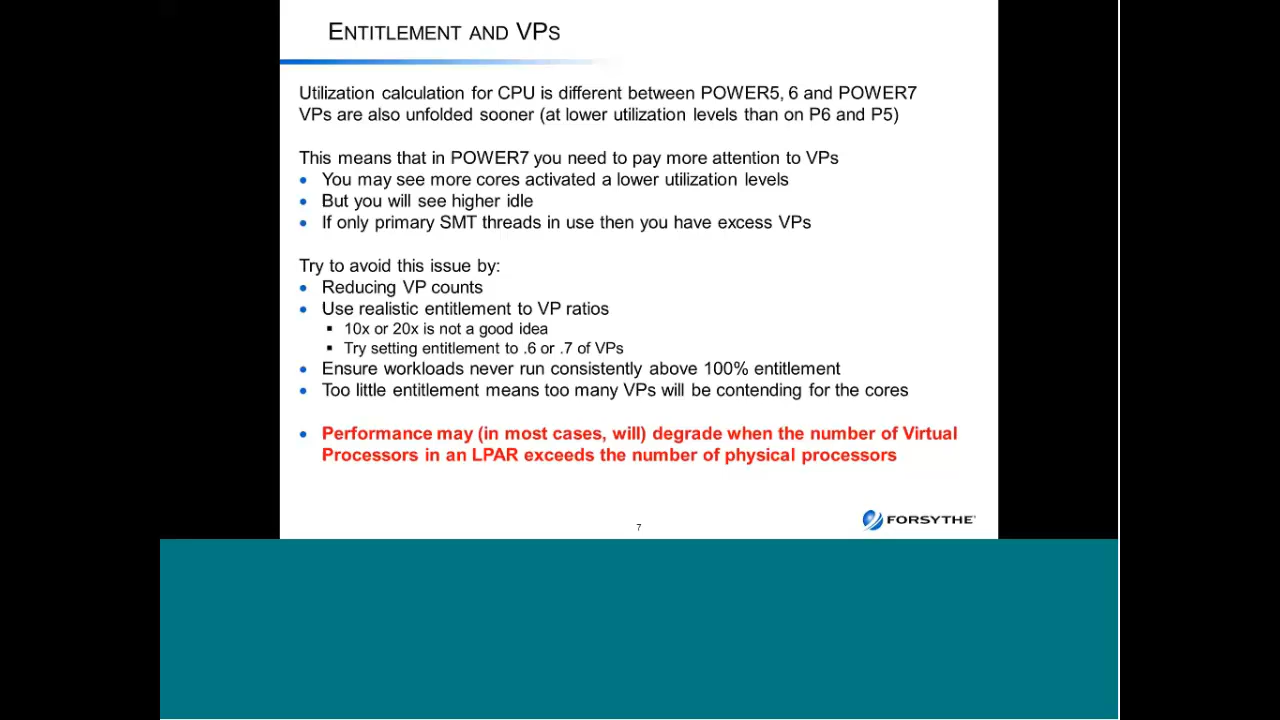 ENTITLEMENT AND VPS
Utilization calculation for CPU is different between POWER5, 6 and POWER7
VPs are also unfolded sooner (at lower utilization levels than on P6 and P5)
This means that in POWER7 you need to pay more attention to VPs
• You may see more cores activated a lower utilization levels
• But you will see higher idle
• If only primary SMT threads in use then you have excess VPs
Try to avoid this issue by:
• Reducing VP counts
• Use realistic entitlement to VP ratios
▪ 10x or 20x is not a good idea
▪ Try setting entitlement to .6 or .7 of VPs
• Ensure workloads never run consistently above 100% entitlement
• Too little entitlement means too many VPs will be contending for the cores
• Performance may (in most cases, will) degrade when the number of Virtual
Processors in an LPAR exceeds the number of physical processors
7
FORSYTHE